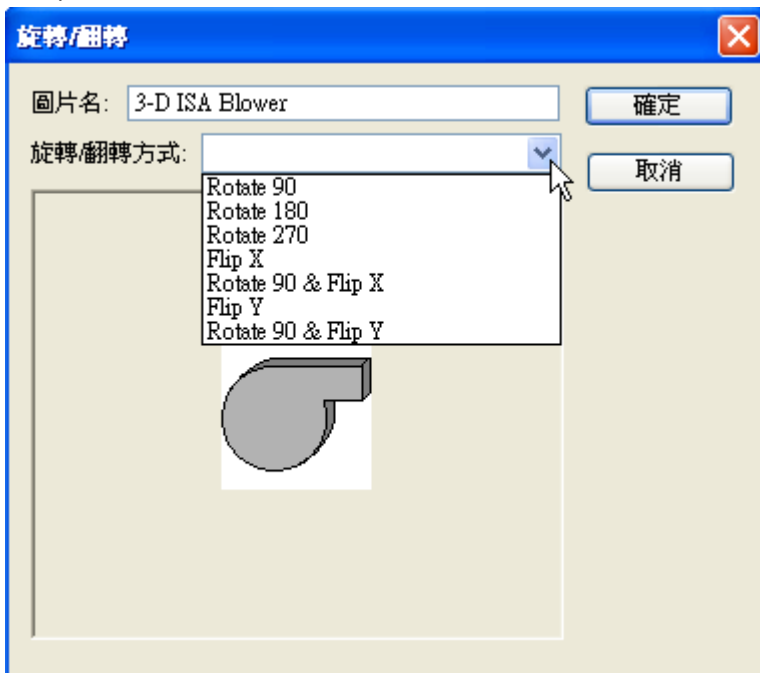 旋轉/翻轉
圖片名: 3-D ISA Blower
確定
旋轉/翻轉方式:
取消
Rotate 90
Rotate 180
Rotate 270
Flip X
Rotate 90 & Flip X
Flip Y
Rotate 90 & Flip Y